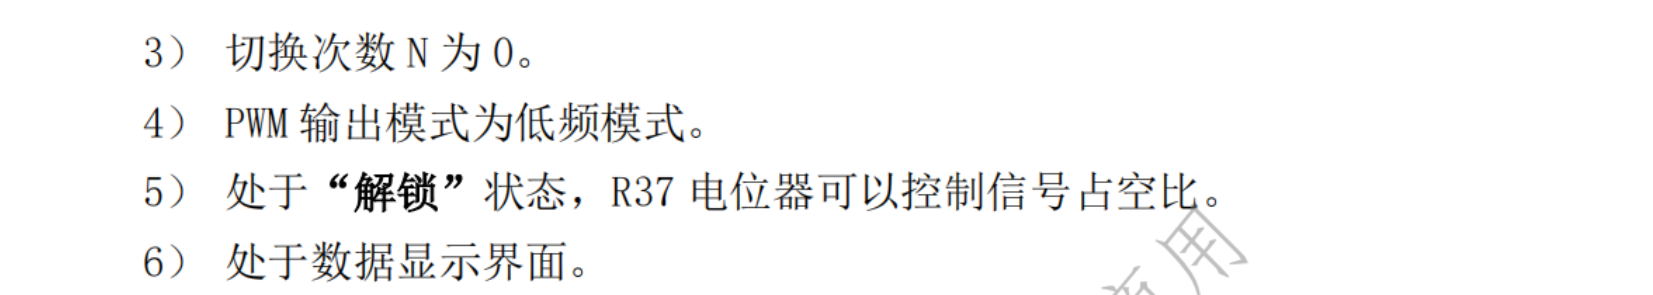 3） 切换次数 N 为 0。
4） PWM 输出模式为低频模式。
5） 处于“解锁”状态，R37 电位器可以控制信号占空比。
6） 处于数据显示界面。
用